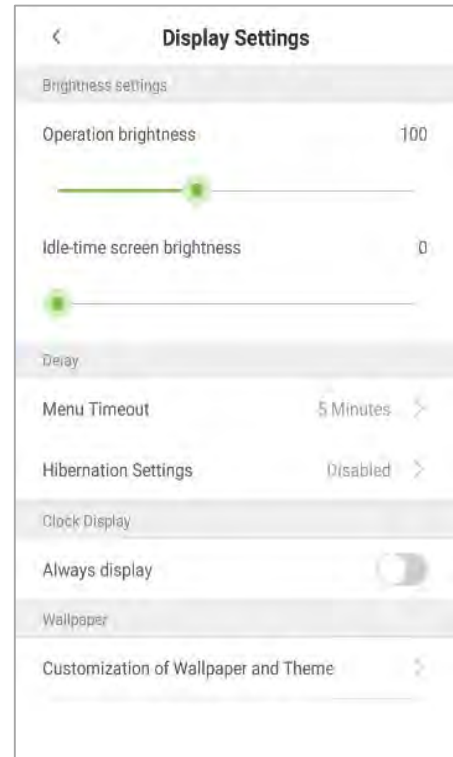 Display Settings
Brightness settings
Operation brightness 100
Idle-time screen brightness 0
Delay
Menu Timeout 5 Minutes
Hibernation Settings Disabled
Clock Display
Always display
Wallpaper
Customization of Wallpaper and Theme